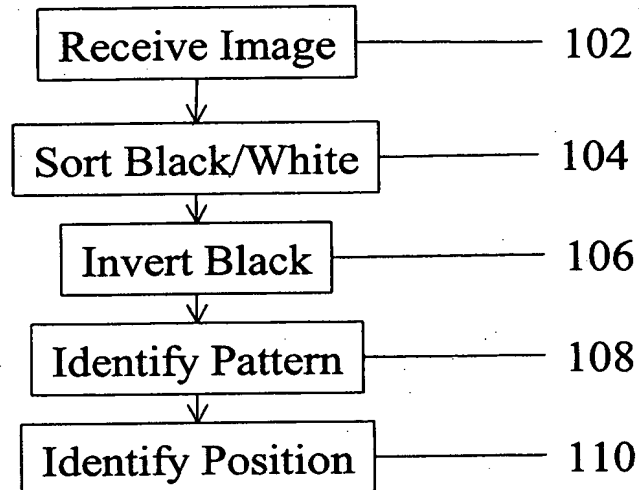 Receive Image 102
Sort Black/White 104
Invert Black 106
Identify Pattern 108
Identify Position 110